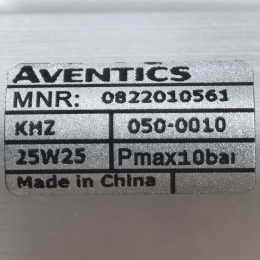 AVENTICS
MNR: 0822010561
KHZ 050-0010
25W25 Pmax10bar
Made in China